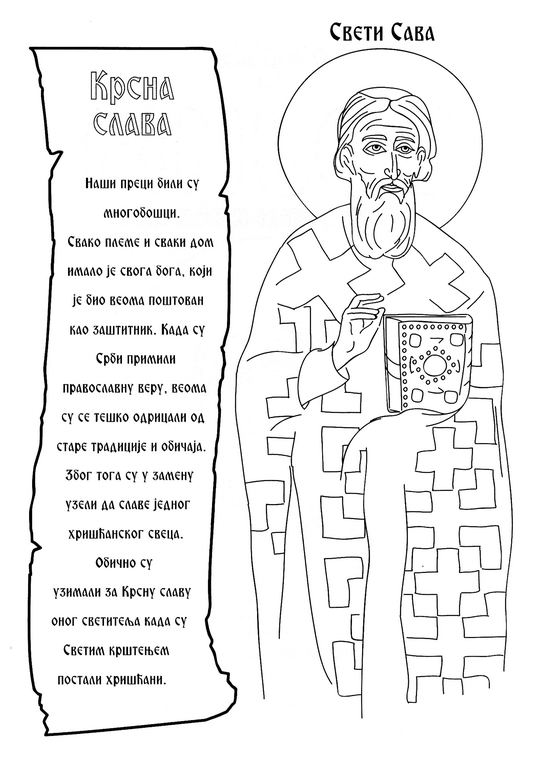 Свети Сава
Крсна
слава
Наши преци били су
многобошци.
Свако племе и сваки дом
имало је свога бога, који
је био веома поштован
као заштитник. Када су
Срби примили
православну веру, веома
су се тешко одрицали од
старе традиције и обичаја.
Због тога су у замену
узели да славе једног
хришћанског свеца.
Обично су
узимали за Крсну славу
оног светитеља када су
Светим крштењем
постали хришћани.